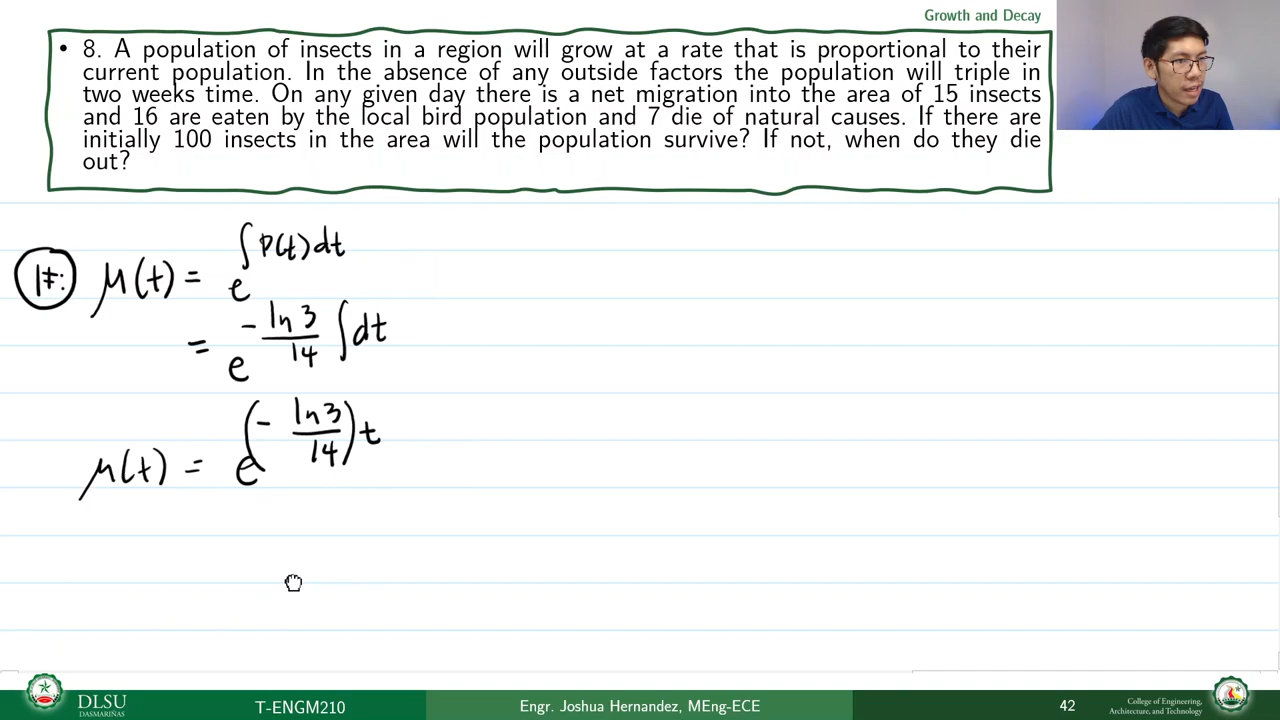 Growth and Decay
• 8. A population of insects in a region will grow at a rate that is proportional to their
current population. In the absence of any outside factors the population will triple in
two weeks time. On any given day there is a net migration into the area of 15 insects
and 16 are eaten by the local bird population and 7 die of natural causes. If there are
initially 100 insects in the area will the population survive? If not, when do they die
out?
IF: μ(t) = e^{∫P(t)dt}
= e^{- ln 3/14 ∫dt}
μ(t) = e^{(- ln 3/14)t}
DLSU
DASMARIÑAS
T-ENGM210
Engr. Joshua Hernandez, MEng-ECE
42
College of Engineering,
Architecture, and Technology